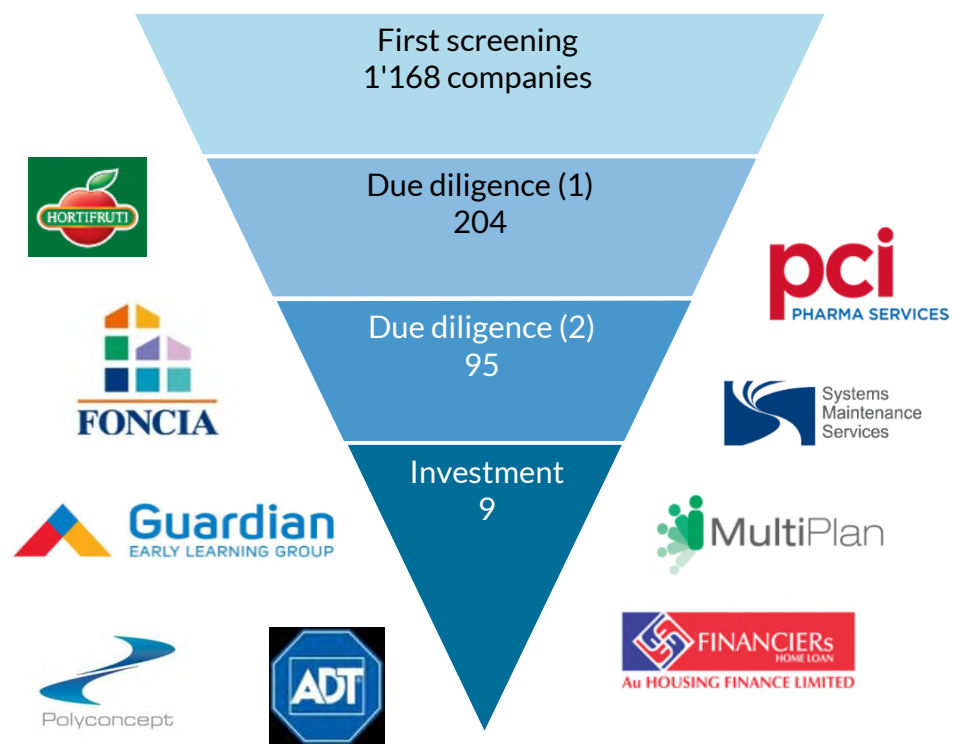 First screening
1'168 companies
Due diligence (1)
204
Due diligence (2)
95
Investment
9
HORTIFRUTI
FONCIA
Guardian
EARLY LEARNING GROUP
Polyconcept
ADT
pci
PHARMA SERVICES
Systems
Maintenance
Services
MultiPlan
FINANCIERs
HOME LOAN
Au HOUSING FINANCE LIMITED